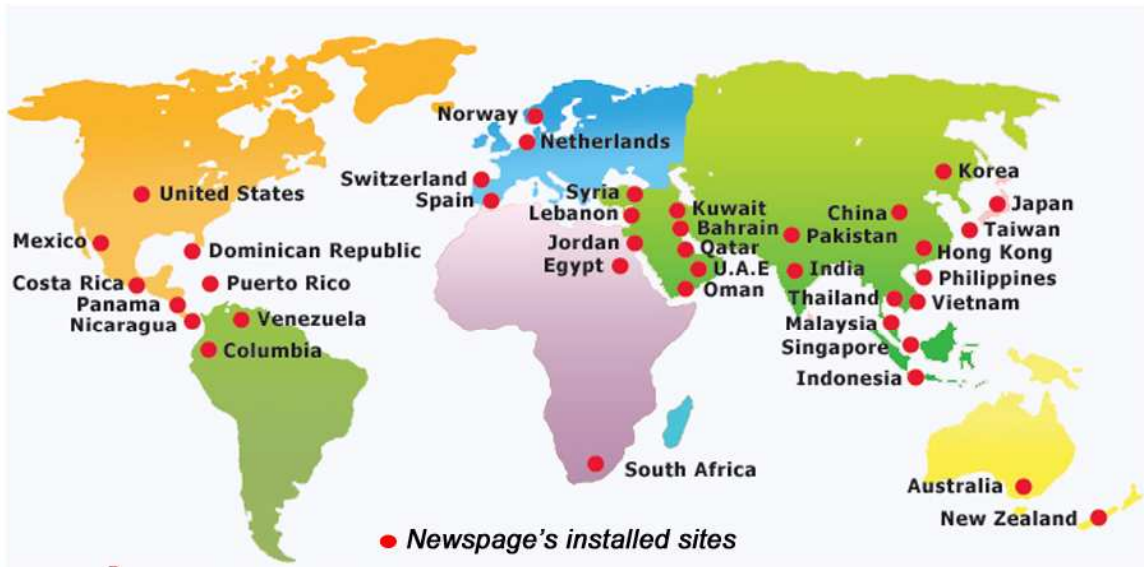 Norway
Netherlands
Switzerland
Spain
United States
Mexico
Dominican Republic
Costa Rica
Puerto Rico
Panama
Nicaragua
Venezuela
Columbia
Syria
Lebanon
Jordan
Egypt
Kuwait
Bahrain
Qatar
U.A.E
Oman
South Africa
Korea
China
Japan
Pakistan
Taiwan
Hong Kong
India
Philippines
Thailand
Vietnam
Malaysia
Singapore
Indonesia
Australia
New Zealand
Newspage's installed sites